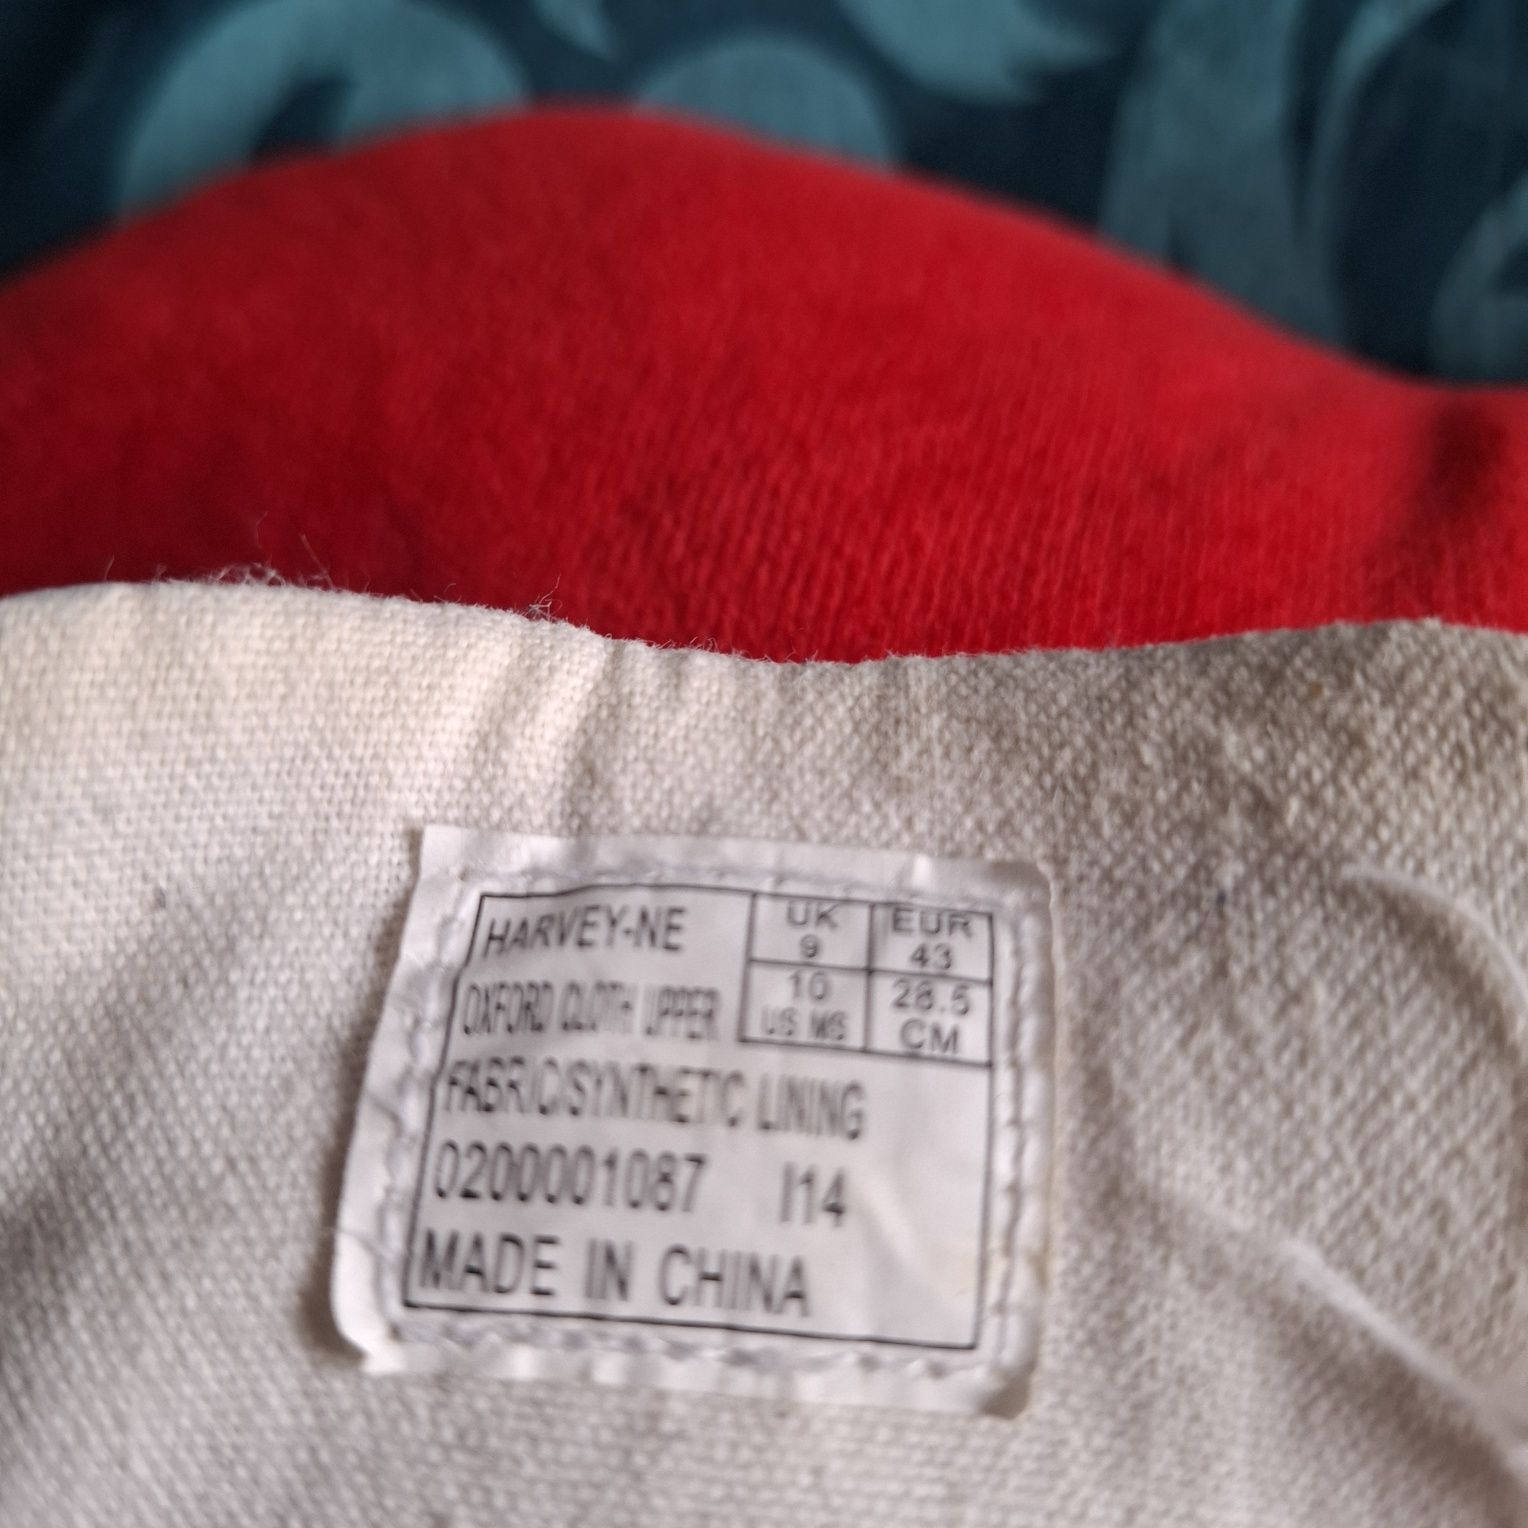 HARVEY-NE
UK EUR
9 43
10 28.5
US MS CM
OXFORD CLOTH UPPER
FABRIC/SYNTHETIC LINING
0200001087 I14
MADE IN CHINA